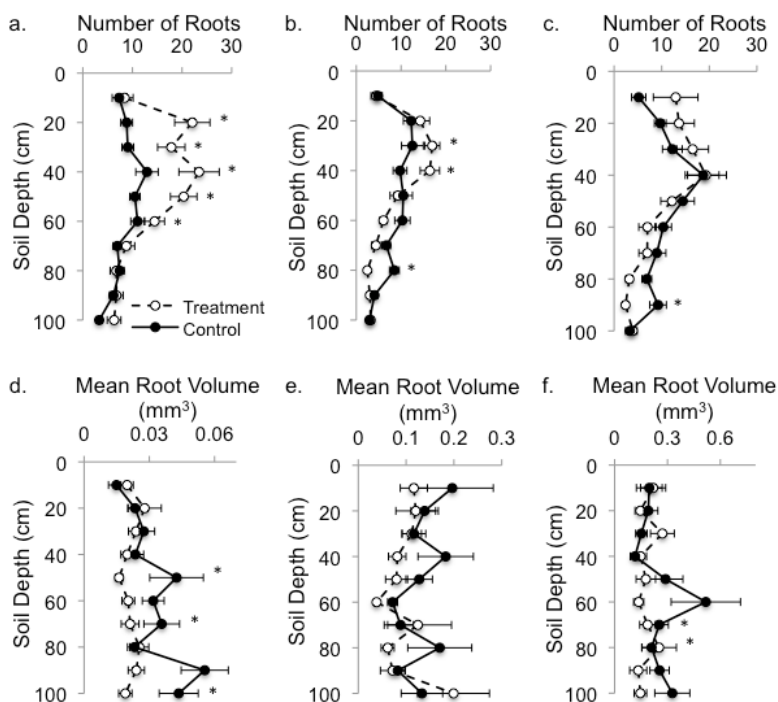 a. Number of Roots
0 10 20 30
b. Number of Roots
0 10 20 30
c. Number of Roots
0 10 20 30
Soil Depth (cm)
0
20
40
60
80
100
*
*
*
*
*
Treatment
Control
Soil Depth (cm)
0
20
40
60
80
100
*
*
*
Soil Depth (cm)
0
20
40
60
80
100
*
d. Mean Root Volume
(mm³)
0 0.03 0.06
e. Mean Root Volume
(mm³)
0 0.1 0.2 0.3
f. Mean Root Volume
(mm³)
0 0.3 0.6
Soil Depth (cm)
0
20
40
60
80
100
*
*
*
Soil Depth (cm)
0
20
40
60
80
100
Soil Depth (cm)
0
20
40
60
80
100
*
*